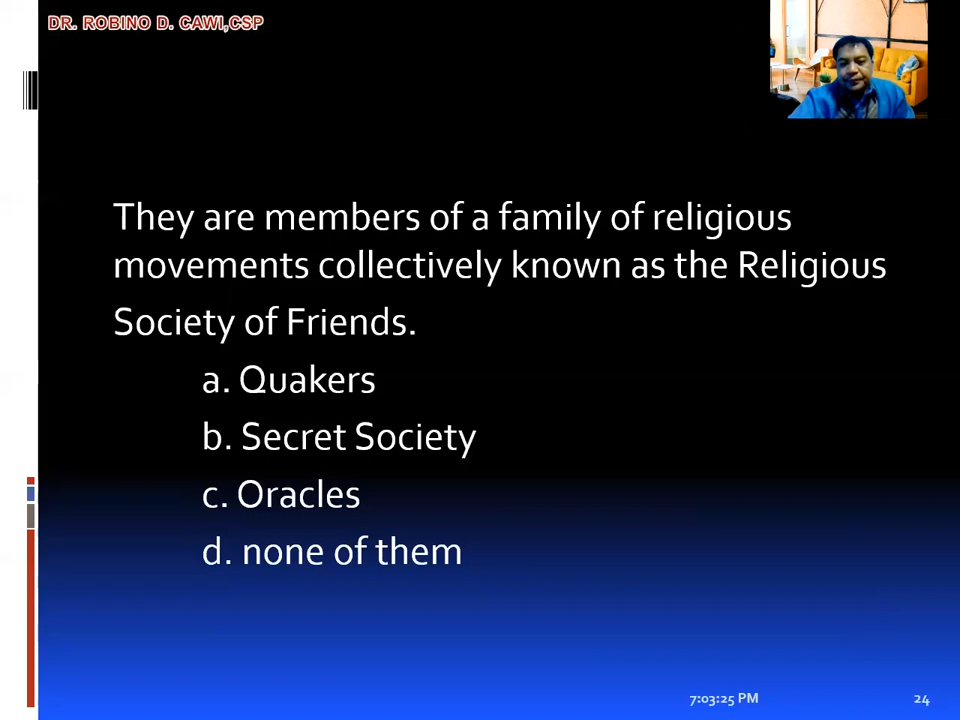 DR. ROBINO D. CAWI,CSP
They are members of a family of religious
movements collectively known as the Religious
Society of Friends.
a. Quakers
b. Secret Society
c. Oracles
d. none of them
7:03:25 PM
24